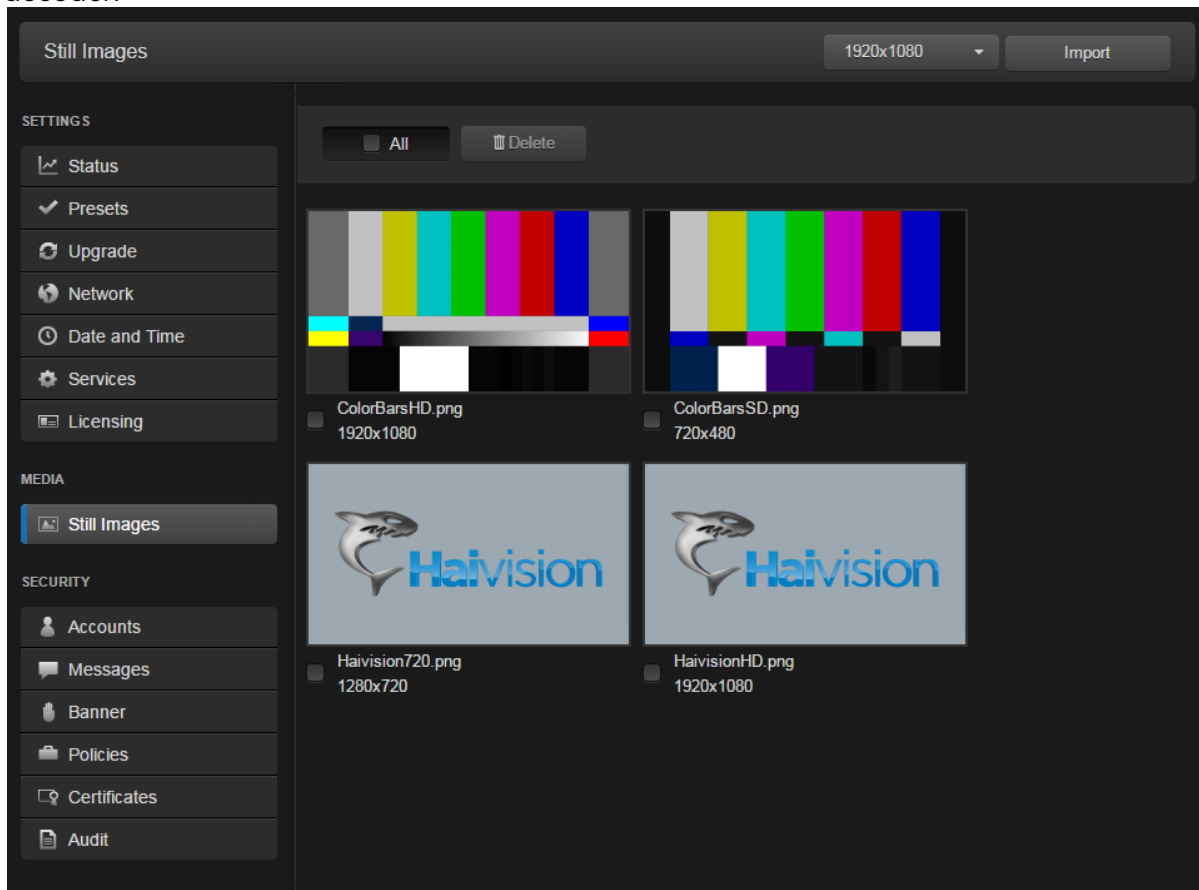 Still Images
1920x1080
Import
SETTINGS
Status
Presets
Upgrade
Network
Date and Time
Services
Licensing
MEDIA
Still Images
SECURITY
Accounts
Messages
Banner
Policies
Certificates
Audit
All
Delete
ColorBarsHD.png
1920x1080
ColorBarsSD.png
720x480
Haivision
Haivision720.png
1280x720
Haivision
HaivisionHD.png
1920x1080